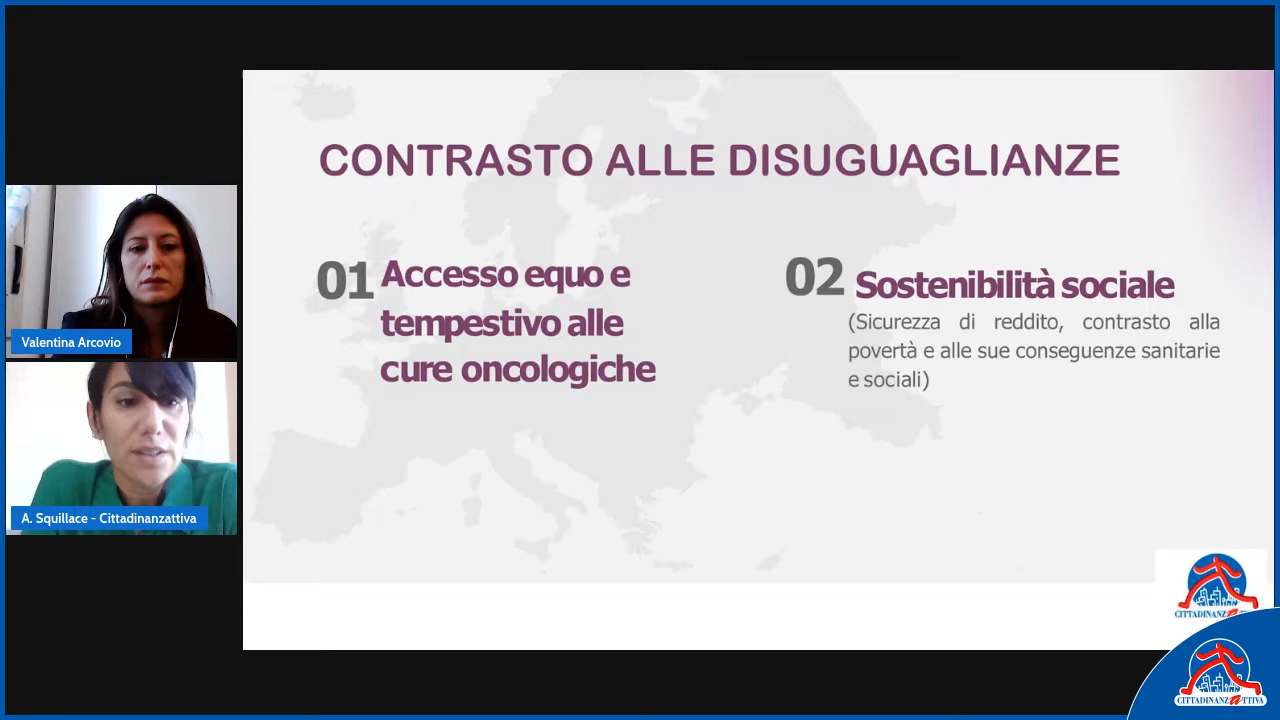 CONTRASTO ALLE DISUGUAGLIANZE
01 Accesso equo e
tempestivo alle
cure oncologiche
02 Sostenibilità sociale
(Sicurezza di reddito, contrasto alla
povertà e alle sue conseguenze sanitarie
e sociali)
Valentina Arcovio
A. Squillace - Cittadinanzattiva
CITTADINANZATTIVA
CITTADINANZATTIVA